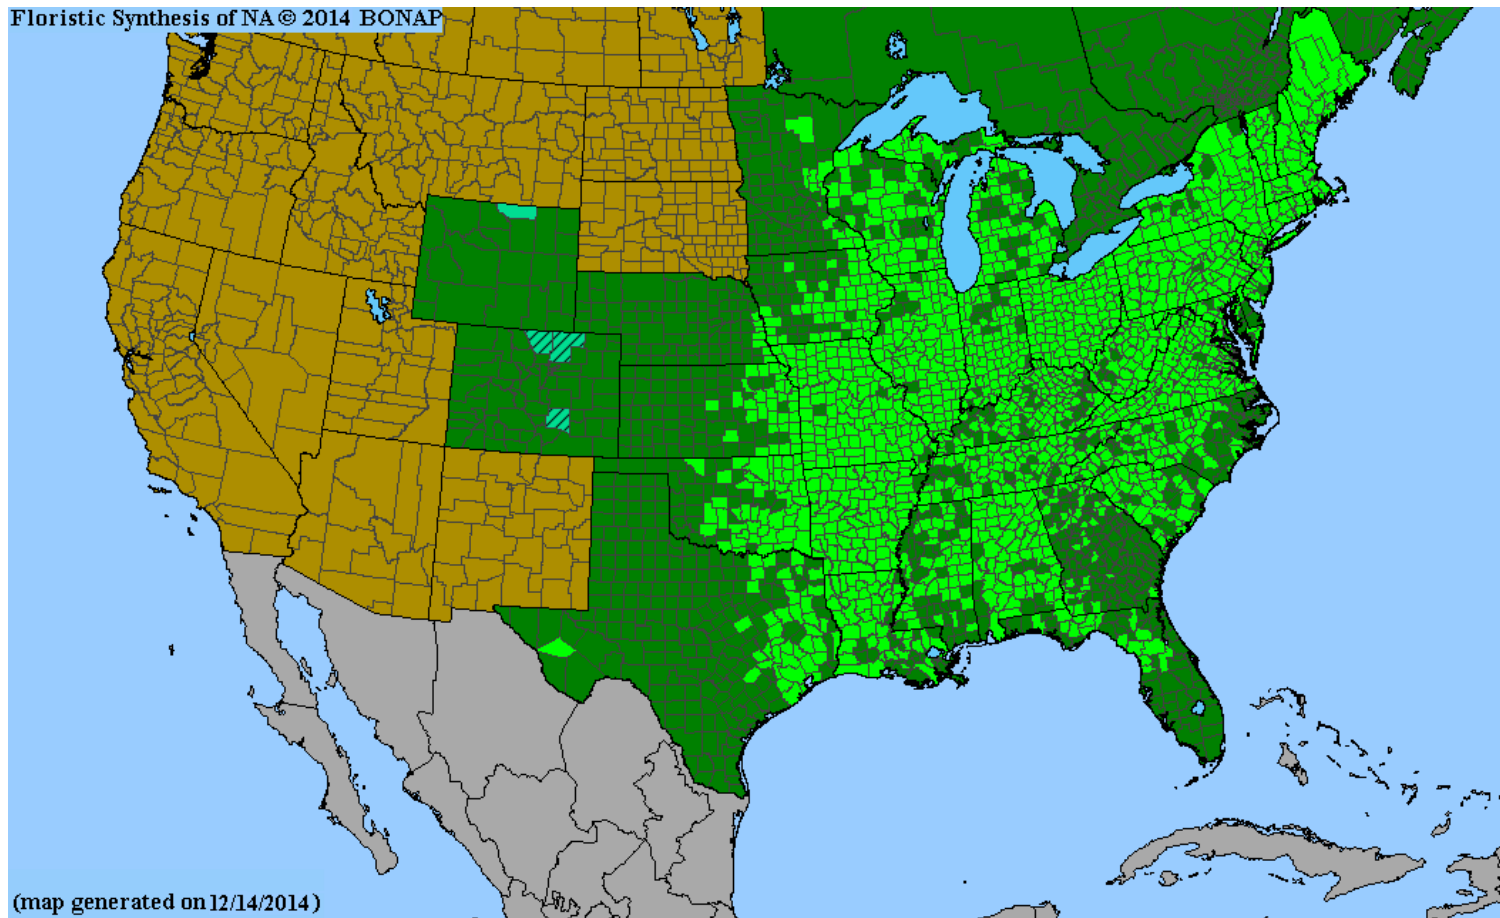 Floristic Synthesis of NA © 2014 BONAP
(map generated on 12/14/2014)